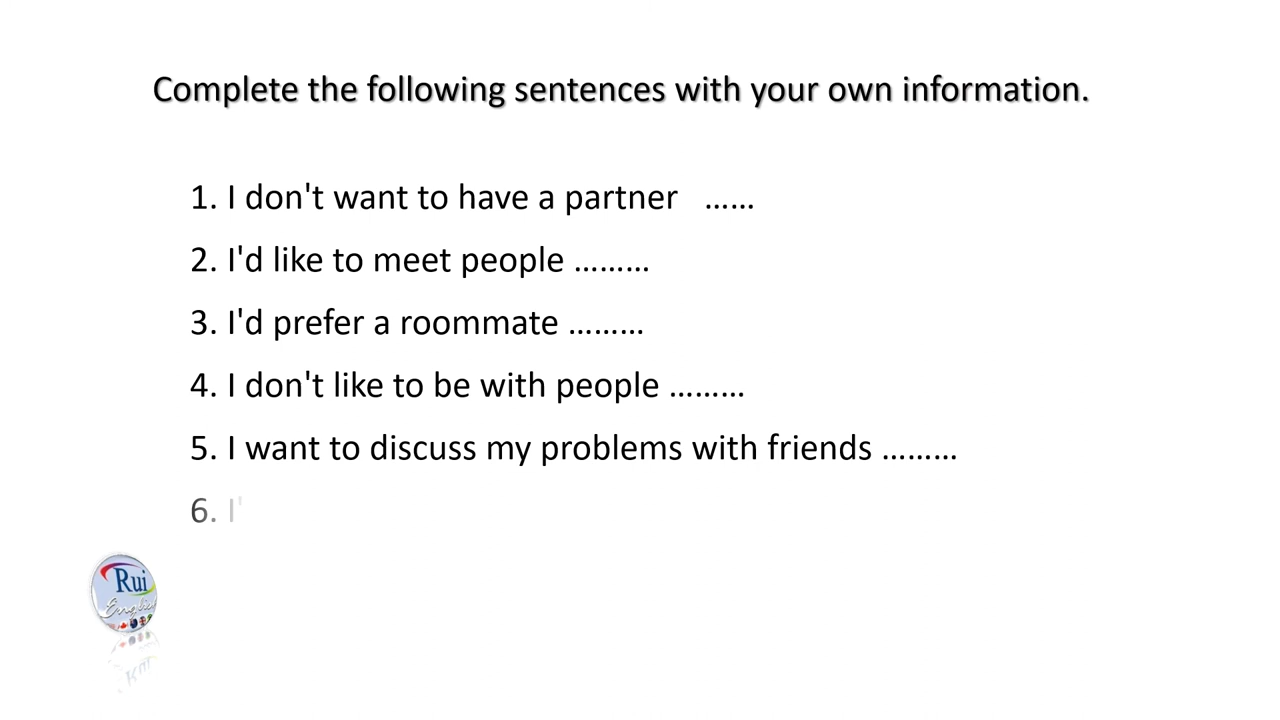 Complete the following sentences with your own information.
1. I don't want to have a partner ......
2. I'd like to meet people .........
3. I'd prefer a roommate .........
4. I don't like to be with people .........
5. I want to discuss my problems with friends .........
6. I'
Rui
English